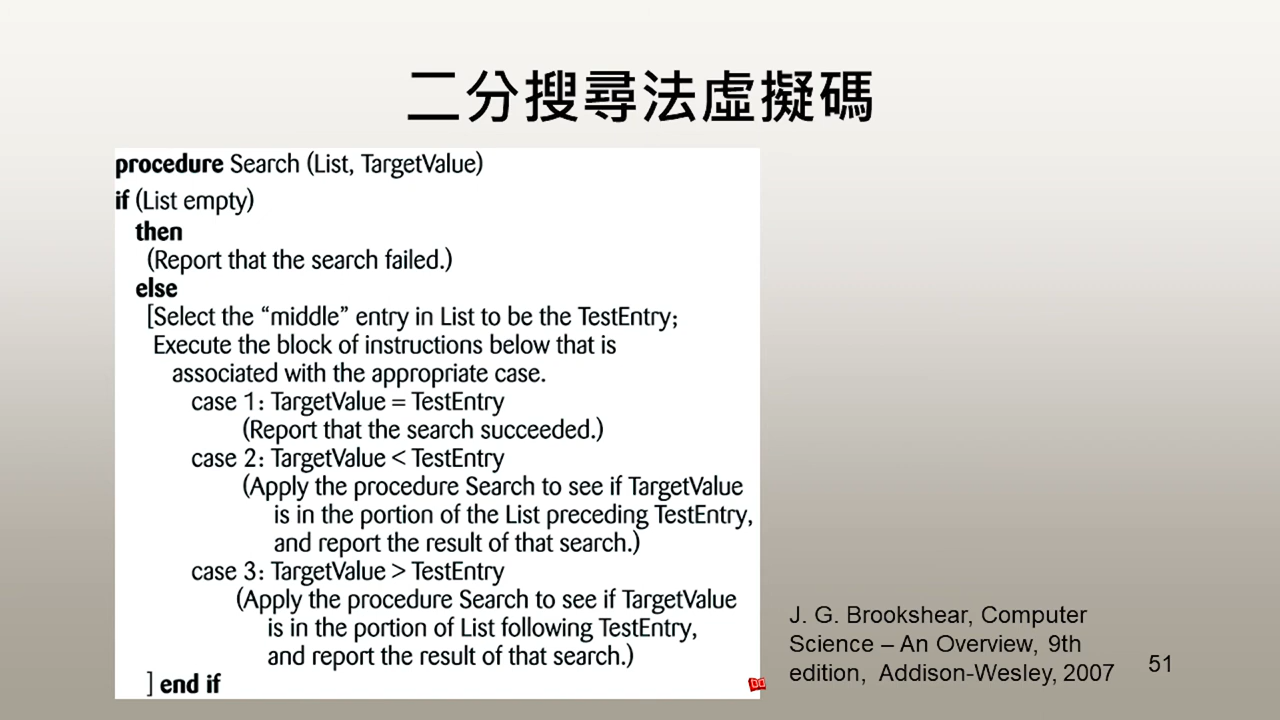 二分搜尋法虛擬碼
procedure Search (List, TargetValue)
if (List empty)
then
(Report that the search failed.)
else
[Select the “middle” entry in List to be the TestEntry;
Execute the block of instructions below that is
associated with the appropriate case.
case 1: TargetValue = TestEntry
(Report that the search succeeded.)
case 2: TargetValue < TestEntry
(Apply the procedure Search to see if TargetValue
is in the portion of the List preceding TestEntry,
and report the result of that search.)
case 3: TargetValue > TestEntry
(Apply the procedure Search to see if TargetValue
is in the portion of List following TestEntry,
and report the result of that search.)
] end if
J. G. Brookshear, Computer
Science – An Overview, 9th
edition, Addison-Wesley, 2007
51